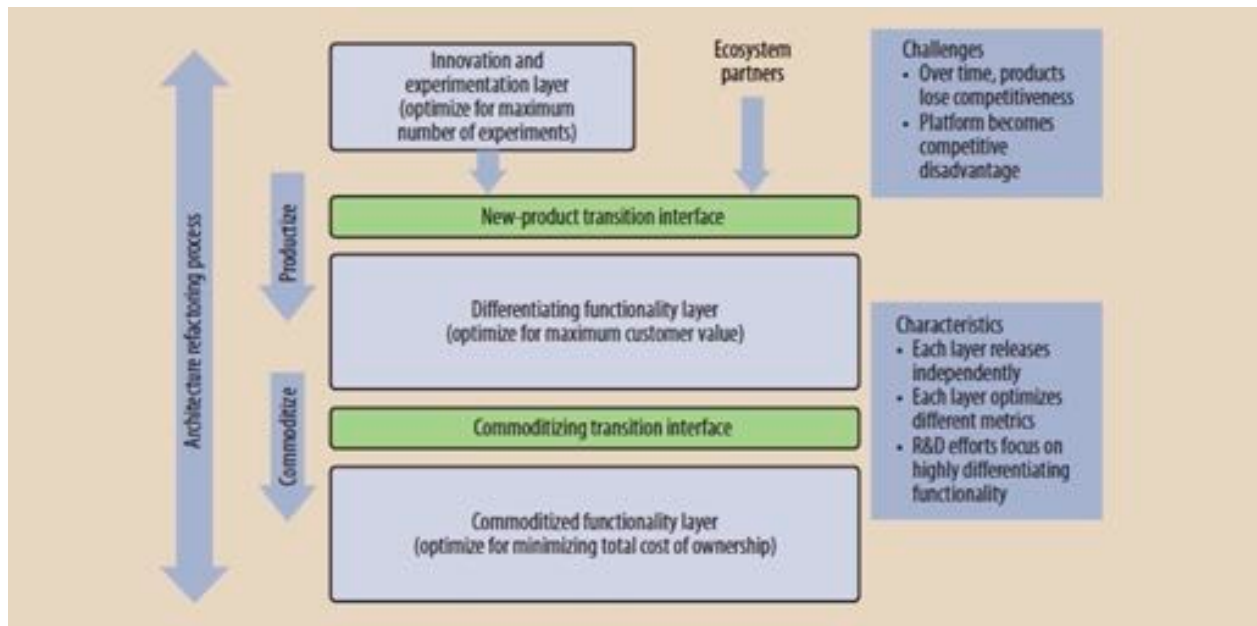 Innovation and
experimentation layer
(optimize for maximum
number of experiments)
Ecosystem
partners
Challenges
• Over time, products
lose competitiveness
• Platform becomes
competitive
disadvantage
Architecture refactoring process
Productize
New-product transition interface
Differentiating functionality layer
(optimize for maximum customer value)
Characteristics
• Each layer releases
independently
• Each layer optimizes
different metrics
• R&D efforts focus on
highly differentiating
functionality
Commoditize
Commoditizing transition interface
Commoditized functionality layer
(optimize for minimizing total cost of ownership)